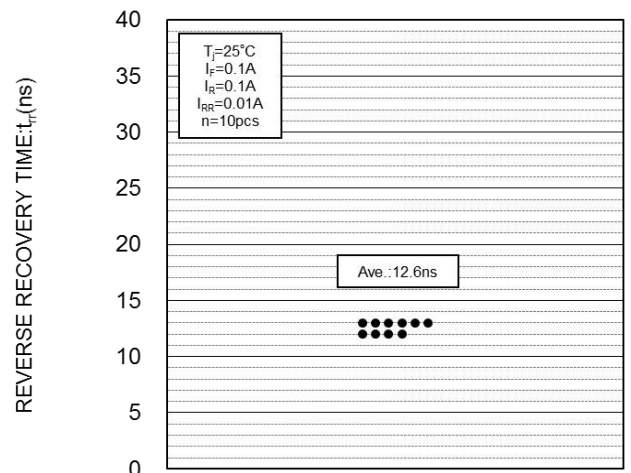 REVERSE RECOVERY TIME:trr(ns)
40
35
30
25
20
15
10
5
0
Tj=25°C
IF=0.1A
IR=0.1A
IRR=0.01A
n=10pcs
Ave.:12.6ns